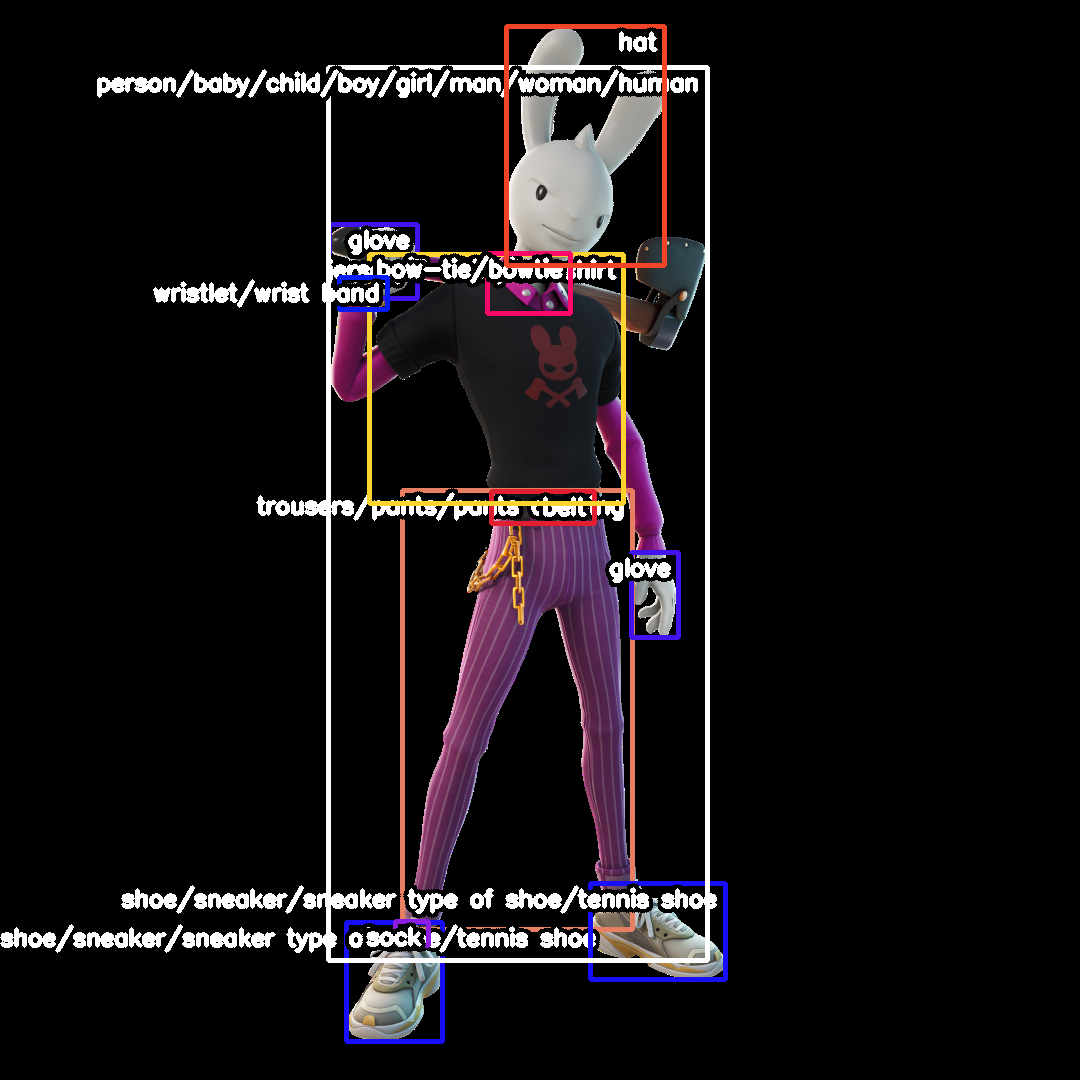 hat
person/baby/child/boy/girl/man/woman/human
glove
bow-tie/bowtie
shirt
wristlet/wrist band
trousers/pants/pants
belt
glove
shoe/sneaker/sneaker type of shoe/tennis shoe
shoe/sneaker/sneaker type
sock
/tennis shoe